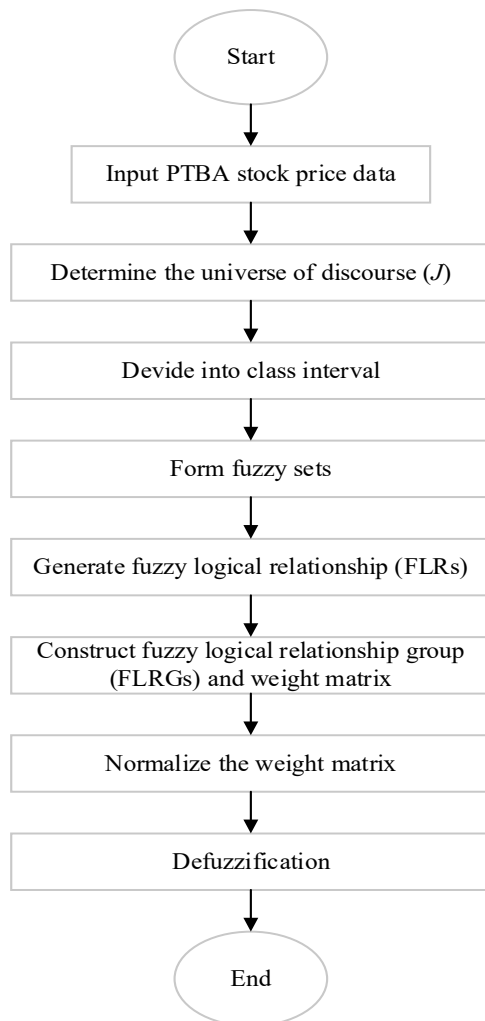 Start
Input PTBA stock price data
Determine the universe of discourse (J)
Devide into class interval
Form fuzzy sets
Generate fuzzy logical relationship (FLRs)
Construct fuzzy logical relationship group
(FLRGs) and weight matrix
Normalize the weight matrix
Defuzzification
End